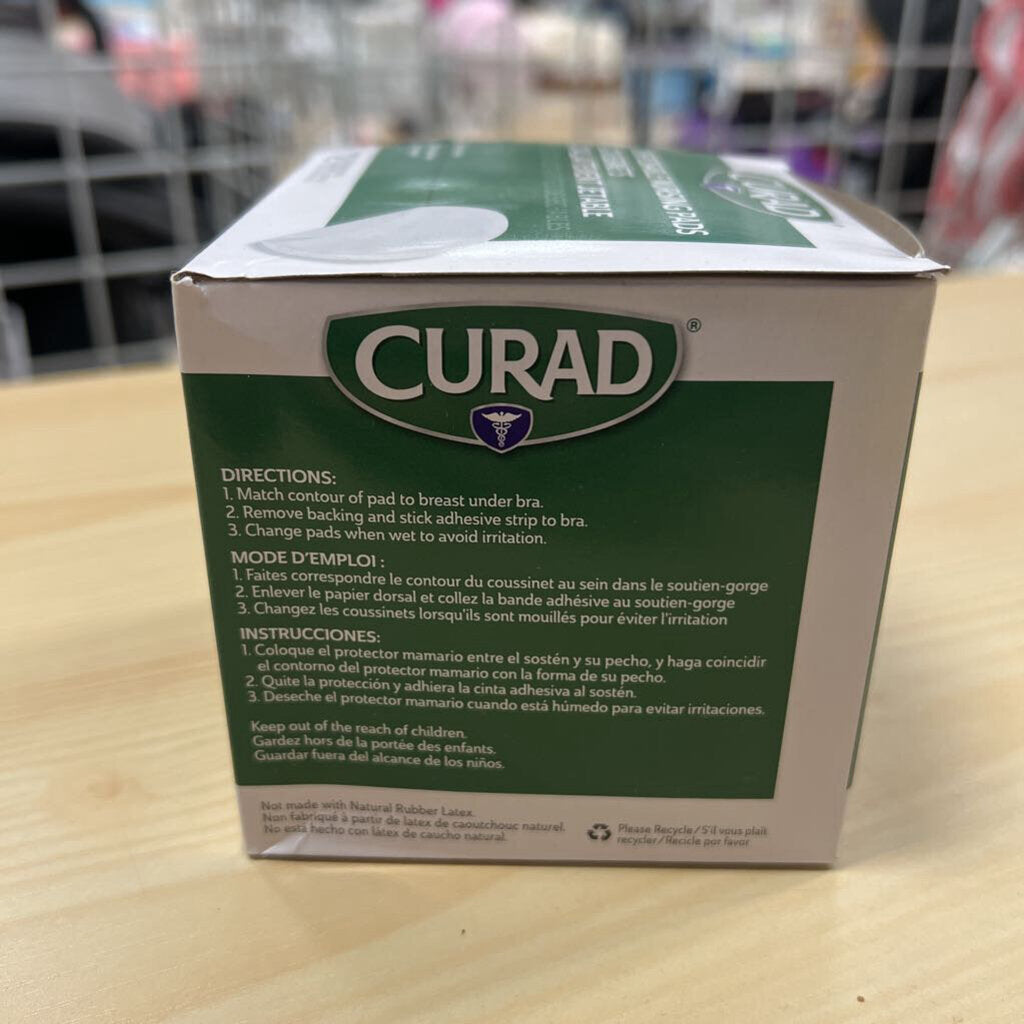 CURAD
NURSING PADS
JETABLE
CURAD®
DIRECTIONS:
1. Match contour of pad to breast under bra.
2. Remove backing and stick adhesive strip to bra.
3. Change pads when wet to avoid irritation.
MODE D'EMPLOI :
1. Faites correspondre le contour du coussinet au sein dans le soutien-gorge
2. Enlever le papier dorsal et collez la bande adhésive au soutien-gorge
3. Changez les coussinets lorsqu'ils sont mouillés pour éviter l'irritation
INSTRUCCIONES:
1. Coloque el protector mamario entre el sostén y su pecho, y haga coincidir
el contorno del protector mamario con la forma de su pecho.
2. Quite la protección y adhiera la cinta adhesiva al sostén.
3. Deseche el protector mamario cuando está húmedo para evitar irritaciones.
Keep out of the reach of children.
Gardez hors de la portée des enfants.
Guardar fuera del alcance de los niños.
Not made with Natural Rubber Latex.
Non fabriqué à partir de latex de caoutchouc naturel.
No está hecho con látex de caucho natural.
Please Recycle/S'il vous plaît
recycler/Recicle por favor